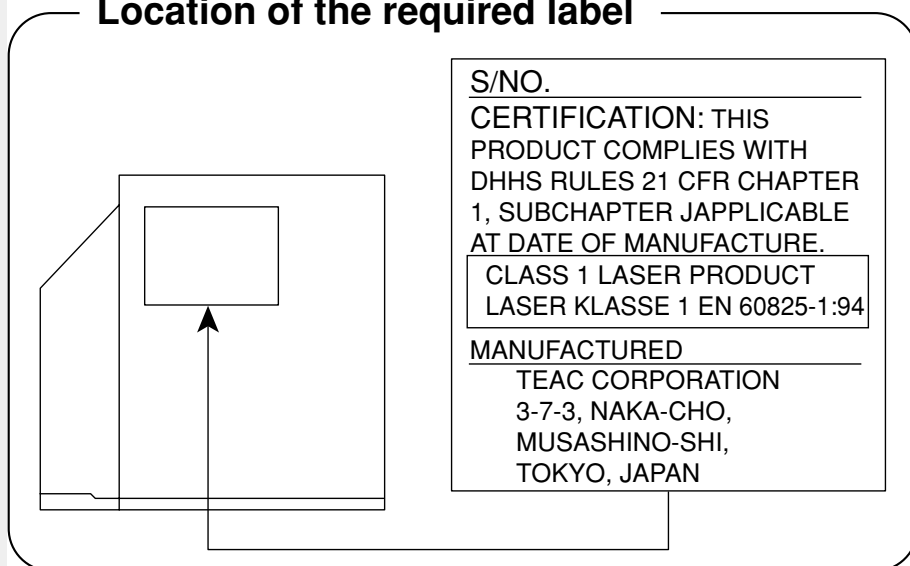 Location of the required label
S/NO.
CERTIFICATION: THIS
PRODUCT COMPLIES WITH
DHHS RULES 21 CFR CHAPTER
1, SUBCHAPTER JAPPLICABLE
AT DATE OF MANUFACTURE.
CLASS 1 LASER PRODUCT
LASER KLASSE 1 EN 60825-1:94
MANUFACTURED
TEAC CORPORATION
3-7-3, NAKA-CHO,
MUSASHINO-SHI,
TOKYO, JAPAN